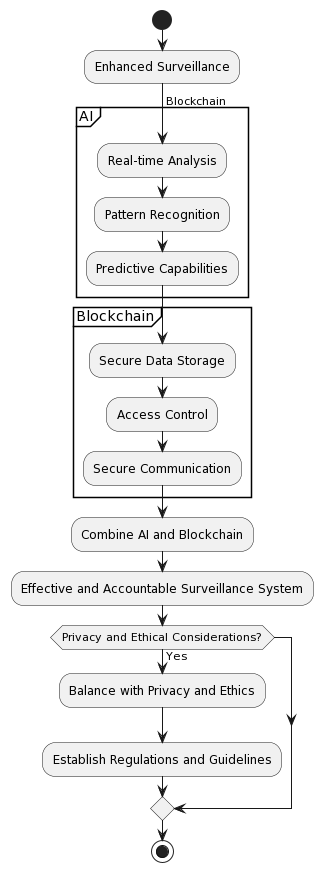 Enhanced Surveillance
Blockchain
AI
Real-time Analysis
Pattern Recognition
Predictive Capabilities
Blockchain
Secure Data Storage
Access Control
Secure Communication
Combine AI and Blockchain
Effective and Accountable Surveillance System
Privacy and Ethical Considerations?
Yes
Balance with Privacy and Ethics
Establish Regulations and Guidelines